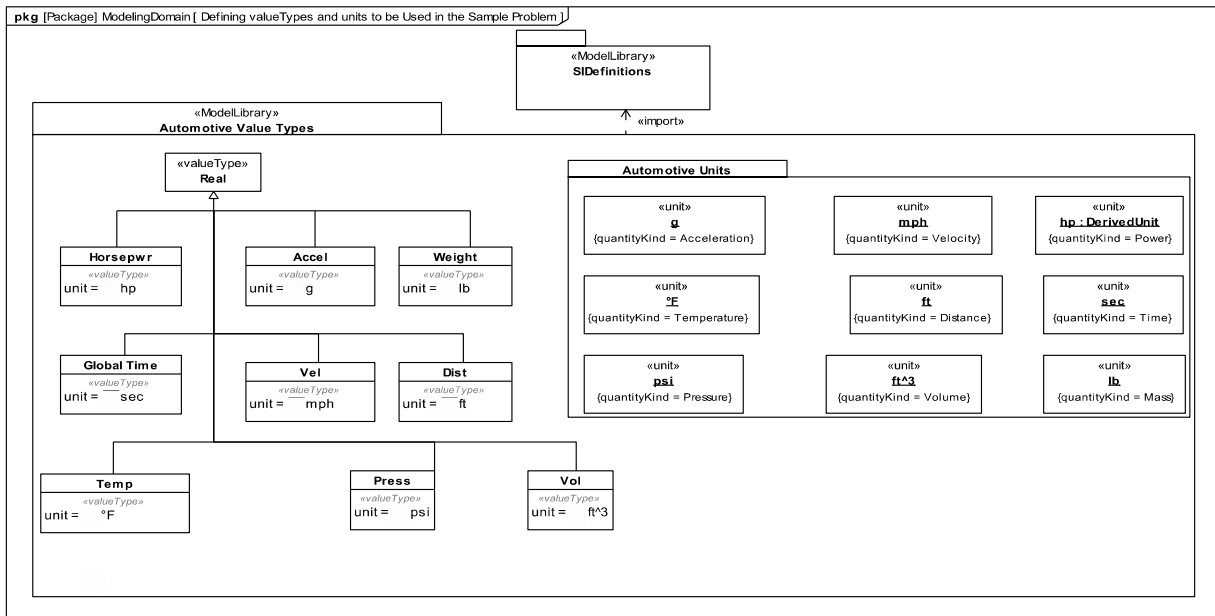 pkg [Package] ModelingDomain [ Defining valueTypes and units to be Used in the Sample Problem ]
«ModelLibrary»
SIDefinitions
«import»
«ModelLibrary»
Automotive Value Types
«valueType»
Real
Horsepwr
«valueType»
unit = hp
Accel
«valueType»
unit = g
Weight
«valueType»
unit = lb
Global Time
«valueType»
unit = sec
Vel
«valueType»
unit = mph
Dist
«valueType»
unit = ft
Temp
«valueType»
unit = °F
Press
«valueType»
unit = psi
Vol
«valueType»
unit = ft^3
Automotive Units
«unit»
g
{quantityKind = Acceleration}
«unit»
mph
{quantityKind = Velocity}
«unit»
hp : DerivedUnit
{quantityKind = Power}
«unit»
°F
{quantityKind = Temperature}
«unit»
ft
{quantityKind = Distance}
«unit»
sec
{quantityKind = Time}
«unit»
psi
{quantityKind = Pressure}
«unit»
ft^3
{quantityKind = Volume}
«unit»
lb
{quantityKind = Mass}